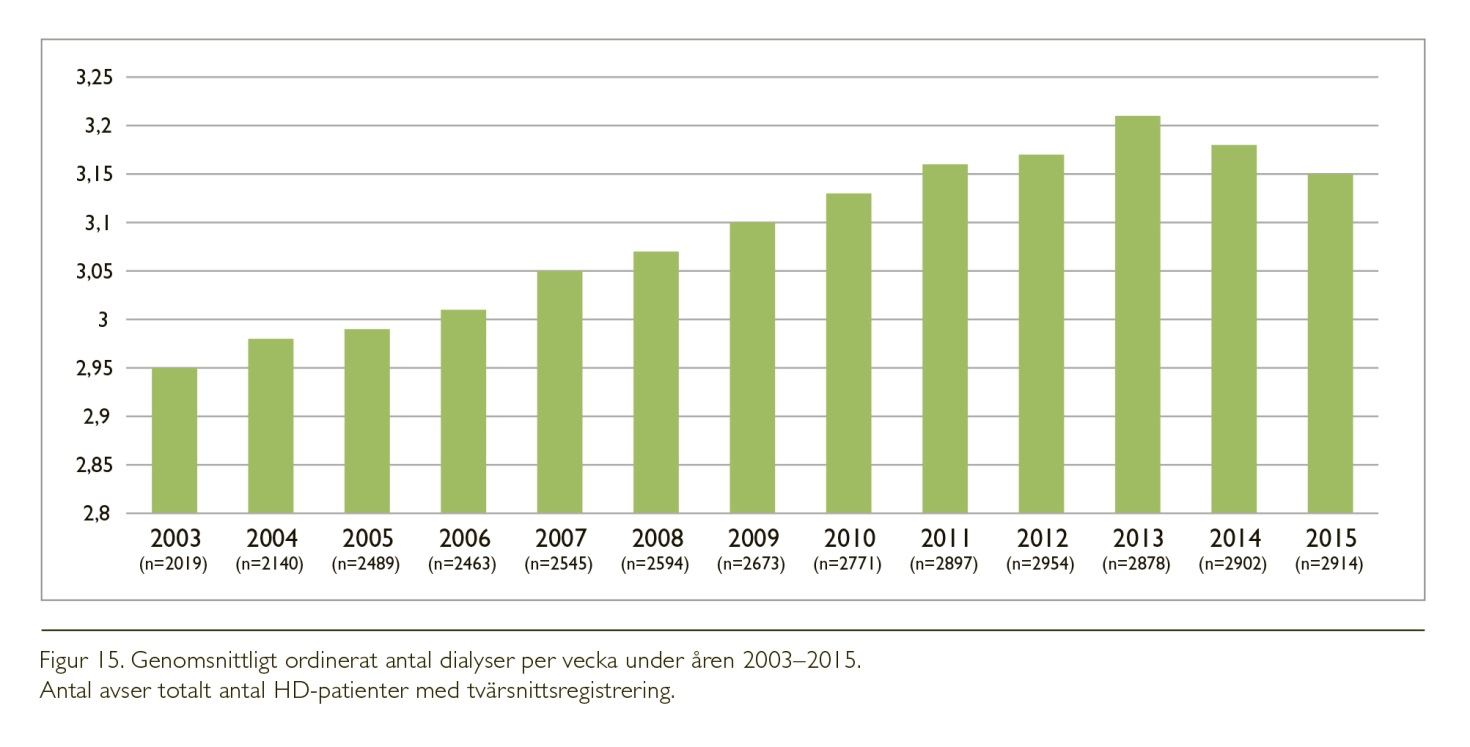 3,25
3,2
3,15
3,1
3,05
3
2,95
2,9
2,85
2,8
2003 2004 2005 2006 2007 2008 2009 2010 2011 2012 2013 2014 2015
(n=2019) (n=2140) (n=2489) (n=2463) (n=2545) (n=2594) (n=2673) (n=2771) (n=2897) (n=2954) (n=2878) (n=2902) (n=2914)
Figur 15. Genomsnittligt ordinerat antal dialyser per vecka under åren 2003–2015.
Antal avser totalt antal HD-patienter med tvärsnittsregistrering.